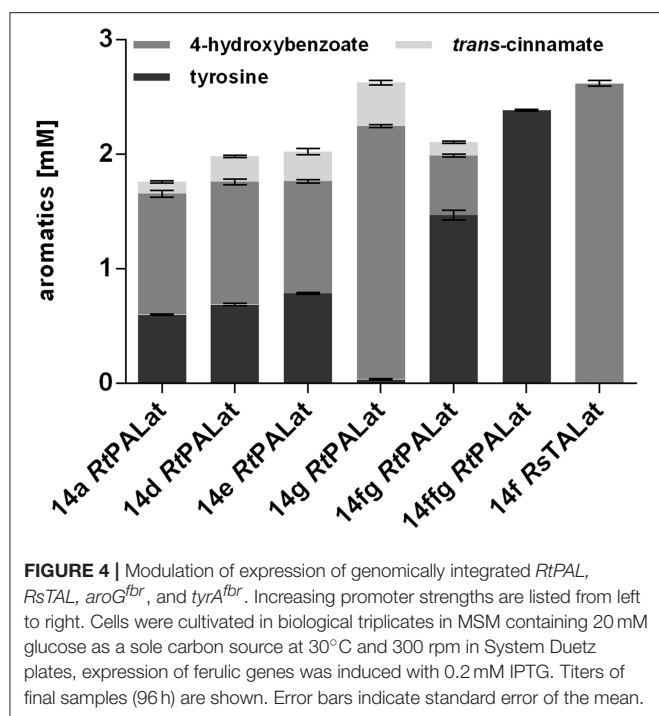 3
4-hydroxybenzoate
trans-cinnamate
tyrosine
2
aromatics [mM]
1
0
14a RtPALat
14d RtPALat
14e RtPALat
14g RtPALat
14fg RtPALat
14ffg RtPALat
14f RsTALat
FIGURE 4 | Modulation of expression of genomically integrated RtPAL,
RsTAL, aroG^fbr, and tyrA^fbr. Increasing promoter strengths are listed from left
to right. Cells were cultivated in biological triplicates in MSM containing 20 mM
glucose as a sole carbon source at 30°C and 300 rpm in System Duetz
plates, expression of ferulic genes was induced with 0.2 mM IPTG. Titers of
final samples (96 h) are shown. Error bars indicate standard error of the mean.